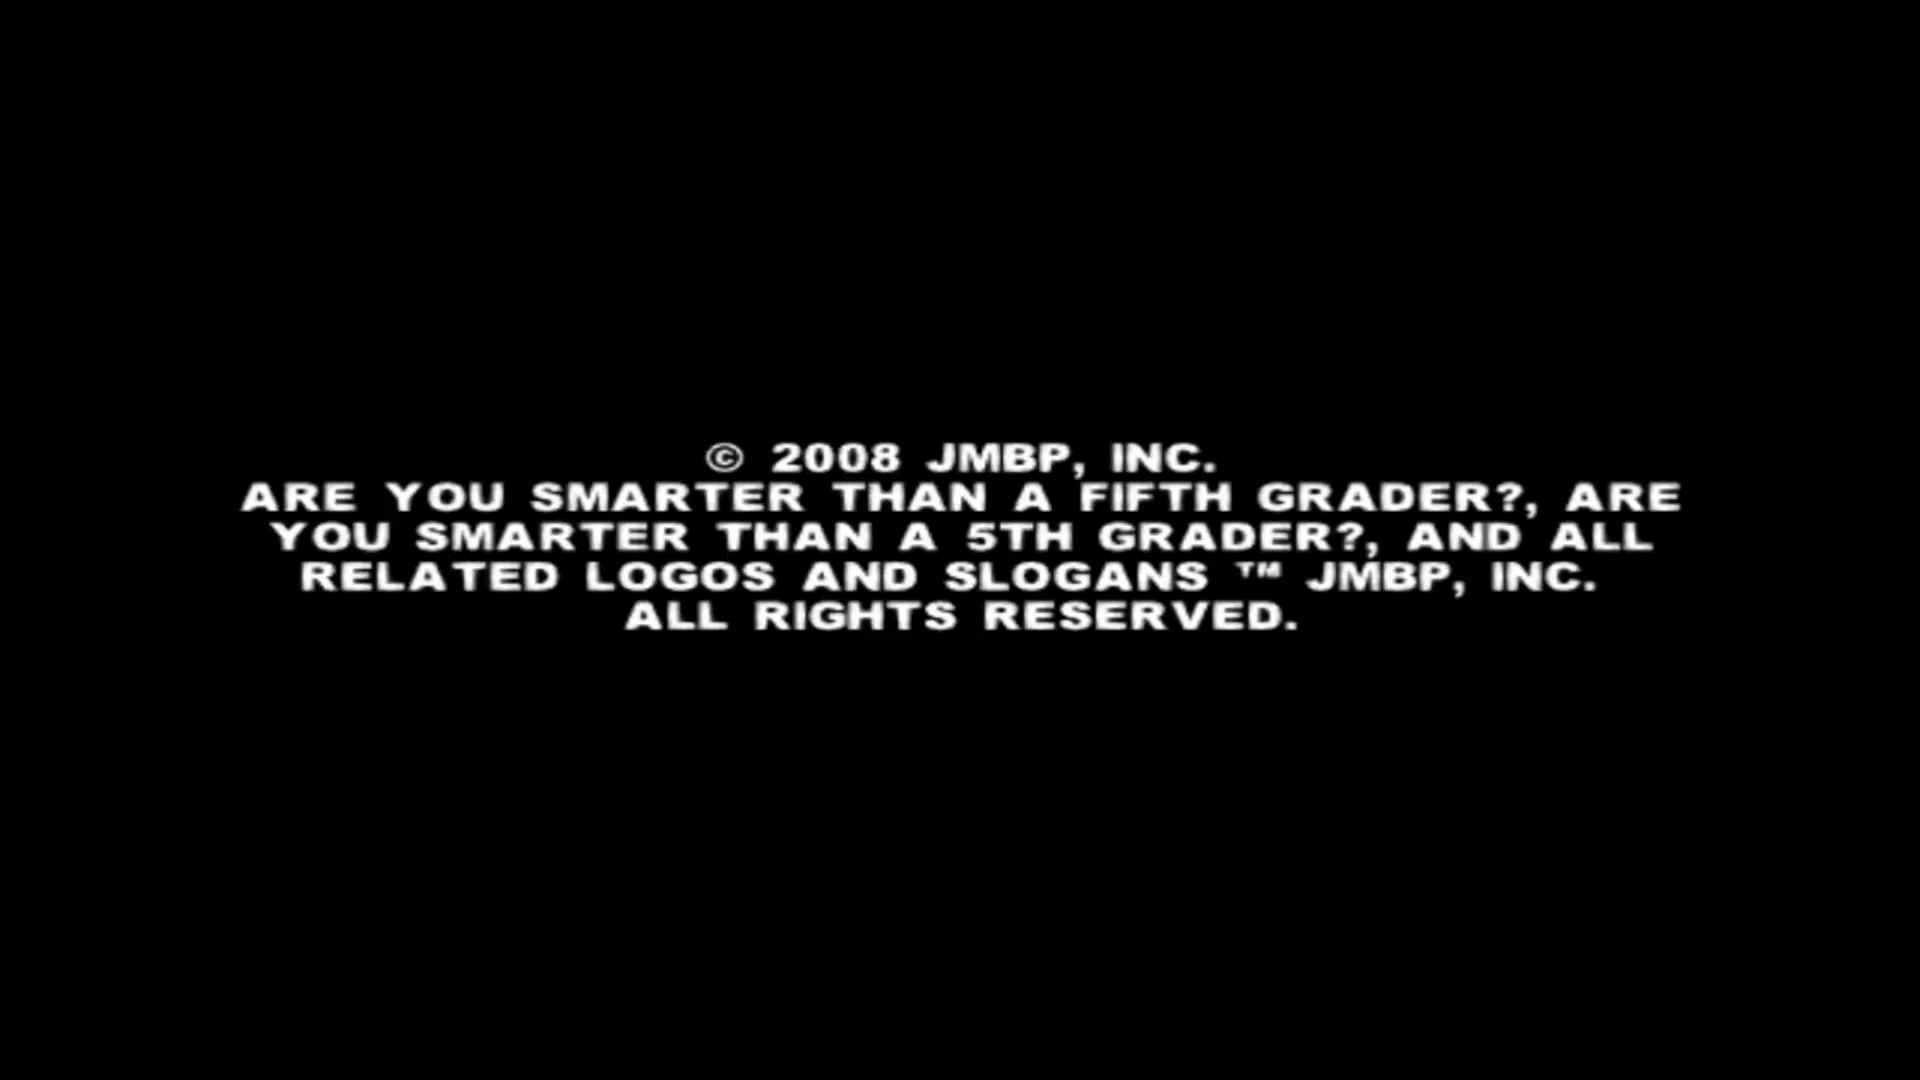 © 2008 JMBP, INC.
ARE YOU SMARTER THAN A FIFTH GRADER?, ARE
YOU SMARTER THAN A 5TH GRADER?, AND ALL
RELATED LOGOS AND SLOGANS ™ JMBP, INC.
ALL RIGHTS RESERVED.